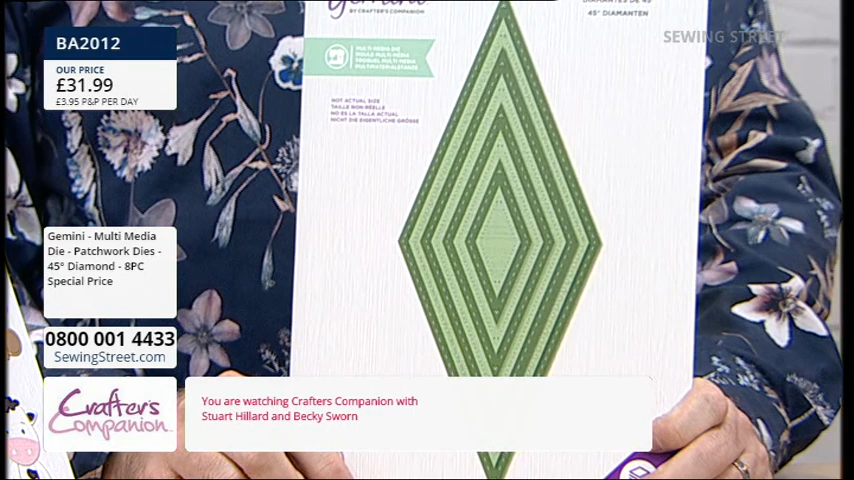 BA2012
OUR PRICE
£31.99
£3.95 P&P PER DAY
Gemini - Multi Media
Die - Patchwork Dies -
45° Diamond - 8PC
Special Price
0800 001 4433
SewingStreet.com
Crafter's
Companion
You are watching Crafters Companion with
Stuart Hillard and Becky Sworn
SEWING STREET
Gemini
BY CRAFTER'S COMPANION
45° DIAMANTEN
MULTI MEDIA DIE
NOT ACTUAL SIZE
TAILLE NON-RÉELLE
NO ES LA TALLA ACTUAL
NICHT DIE EIGENTLICHE GRÖSSE